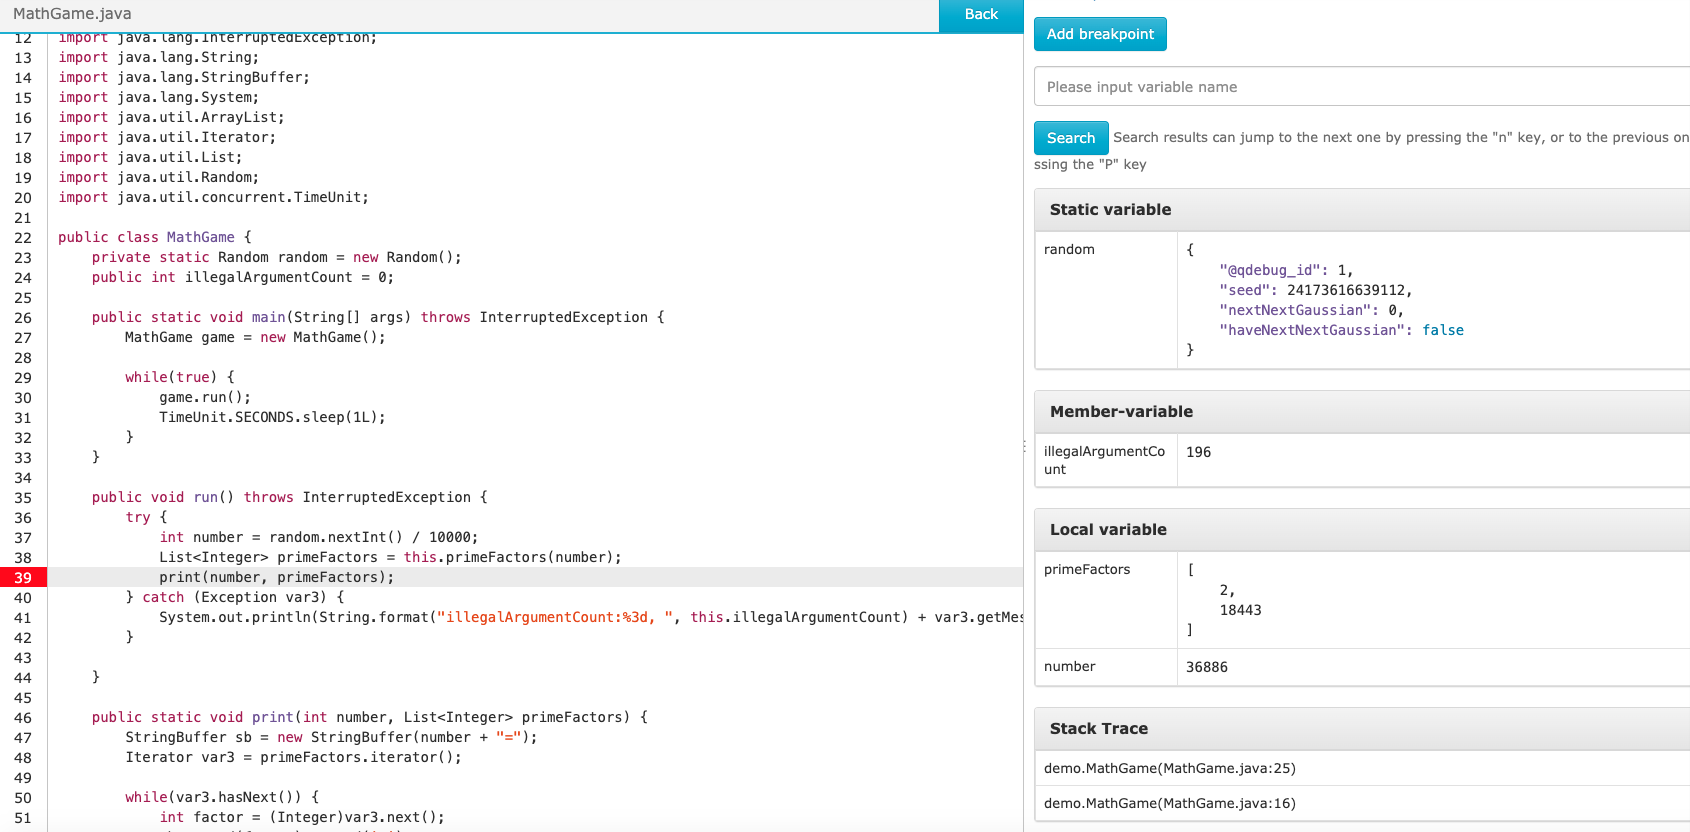 MathGame.java
Back
12 import java.lang.InterruptedException;
13 import java.lang.String;
14 import java.lang.StringBuffer;
15 import java.lang.System;
16 import java.util.ArrayList;
17 import java.util.Iterator;
18 import java.util.List;
19 import java.util.Random;
20 import java.util.concurrent.TimeUnit;
21
22 public class MathGame {
23     private static Random random = new Random();
24     public int illegalArgumentCount = 0;
25
26     public static void main(String[] args) throws InterruptedException {
27         MathGame game = new MathGame();
28
29         while(true) {
30             game.run();
31             TimeUnit.SECONDS.sleep(1L);
32         }
33     }
34
35     public void run() throws InterruptedException {
36         try {
37             int number = random.nextInt() / 10000;
38             List<Integer> primeFactors = this.primeFactors(number);
39             print(number, primeFactors);
40         } catch (Exception var3) {
41             System.out.println(String.format("illegalArgumentCount:%3d, ", this.illegalArgumentCount) + var3.getMes
42         }
43
44     }
45
46     public static void print(int number, List<Integer> primeFactors) {
47         StringBuffer sb = new StringBuffer(number + "=");
48         Iterator var3 = primeFactors.iterator();
49
50         while(var3.hasNext()) {
51             int factor = (Integer)var3.next();
Add breakpoint
Please input variable name
Search Search results can jump to the next one by pressing the "n" key, or to the previous on
ssing the "P" key
Static variable
random
{
"@qdebug_id": 1,
"seed": 24173616639112,
"nextNextGaussian": 0,
"haveNextNextGaussian": false
}
Member-variable
illegalArgumentCo
unt
196
Local variable
primeFactors
[
2,
18443
]
number
36886
Stack Trace
demo.MathGame(MathGame.java:25)
demo.MathGame(MathGame.java:16)